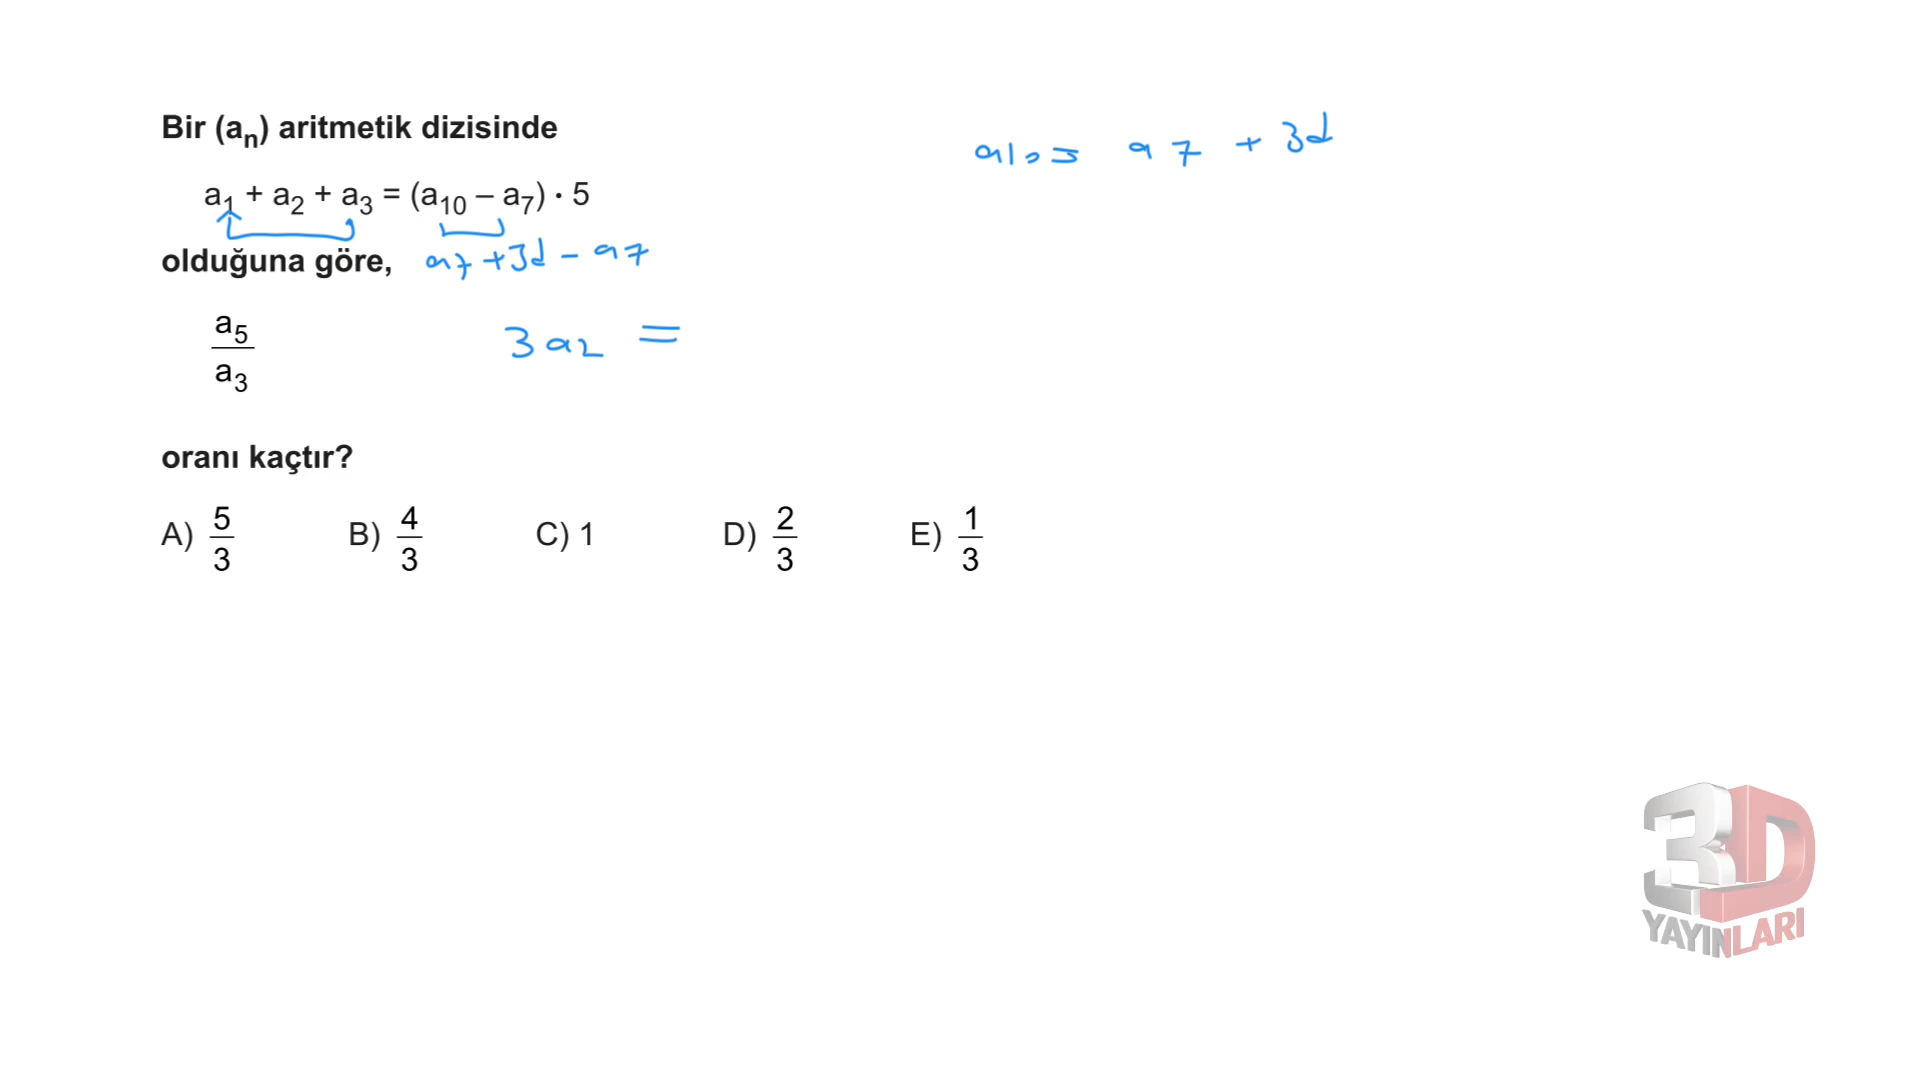 Bir (aₙ) aritmetik dizisinde
a10 = a7 + 3d
a₁ + a₂ + a₃ = (a₁₀ – a₇) · 5
olduğuna göre,
a7 + 3d – a7
a₅
a₃
3a2 =
oranı kaçtır?
A) 5/3 B) 4/3 C) 1 D) 2/3 E) 1/3
3D
YAYINLARI